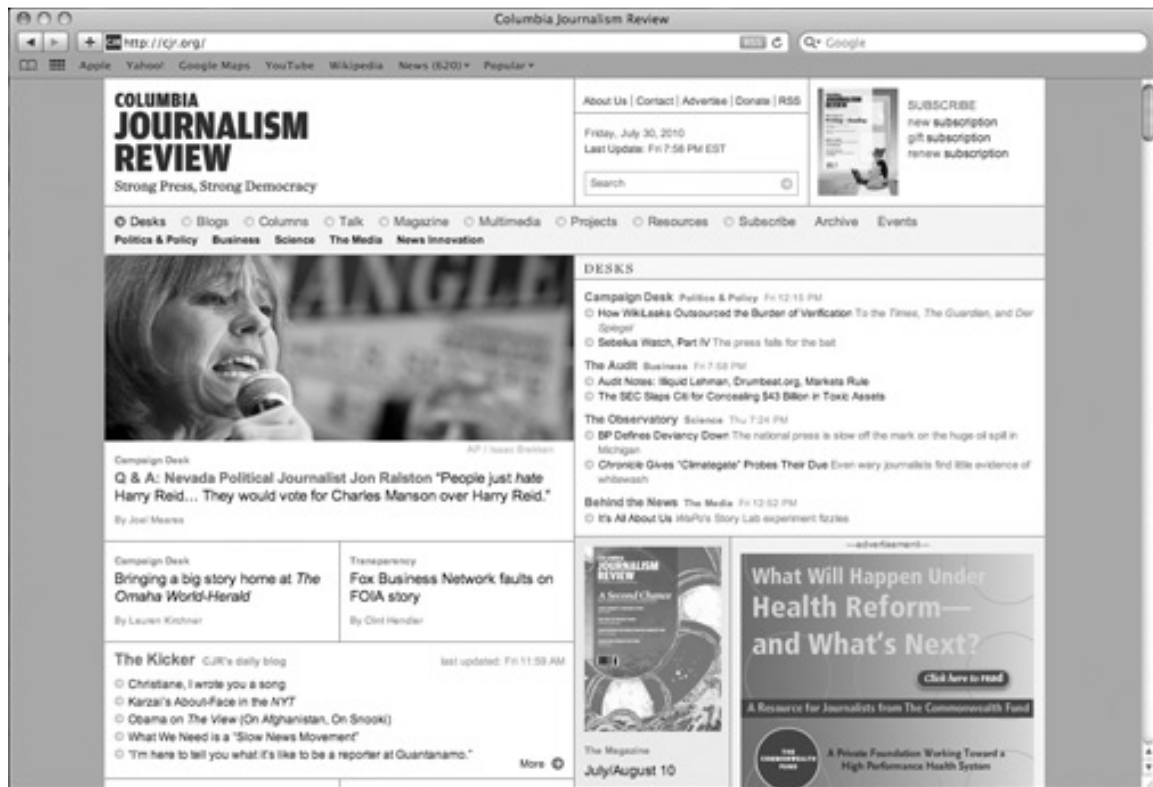 Columbia Journalism Review
http://cjr.org/
RSS
Google
Apple Yahoo! Google Maps YouTube Wikipedia News (620) Popular
COLUMBIA
JOURNALISM
REVIEW
Strong Press, Strong Democracy
About Us | Contact | Advertise | Donate | RSS
Friday, July 30, 2010
Last Update: Fri 7:58 PM EST
Search
SUBSCRIBE
new subscription
gift subscription
renew subscription
Desks Blogs Columns Talk Magazine Multimedia Projects Resources Subscribe Archive Events
Politics & Policy Business Science The Media News Innovation
ANGLE
AP / Isaac Brekken
Campaign Desk
Q & A: Nevada Political Journalist Jon Ralston "People just hate
Harry Reid... They would vote for Charles Manson over Harry Reid."
By Joel Meares
Campaign Desk
Bringing a big story home at The
Omaha World-Herald
By Lauren Kirchner
Transparency
Fox Business Network faults on
FOIA story
By Clint Hendler
The Kicker CJR's daily blog last updated: Fri 11:59 AM
Christiane, I wrote you a song
Karzai's About-Face in the NYT
Obama on The View (On Afghanistan, On Snooki)
What We Need is a "Slow News Movement"
"I'm here to tell you what it's like to be a reporter at Guantanamo."
More
DESKS
Campaign Desk Politics & Policy Fri 12:15 PM
How WikiLeaks Outsourced the Burden of Verification To the Times, The Guardian, and Der
Spiegel
Sebelius Watch, Part IV The press falls for the bait
The Audit Business Fri 7:58 PM
Audit Notes: Illiquid Lehman, Drumbeat.org, Markets Rule
The SEC Slaps Citi for Concealing $43 Billion in Toxic Assets
The Observatory Science Thu 7:24 PM
BP Defines Deviancy Down The national press is slow off the mark on the huge oil spill in
Michigan
Chronicle Gives "Climategate" Probes Their Due Even wary journalists find little evidence of
whitewash
Behind the News The Media Fri 12:52 PM
It's All About Us WaPo's Story Lab experiment fizzles
COLUMBIA
JOURNALISM
REVIEW
A Second Chance
The Magazine
July/August 10
—advertisement—
What Will Happen Under
Health Reform—
and What's Next?
Click here to read
A Resource for Journalists from The Commonwealth Fund
THE
COMMONWEALTH
FUND
A Private Foundation Working Toward a
High Performance Health System